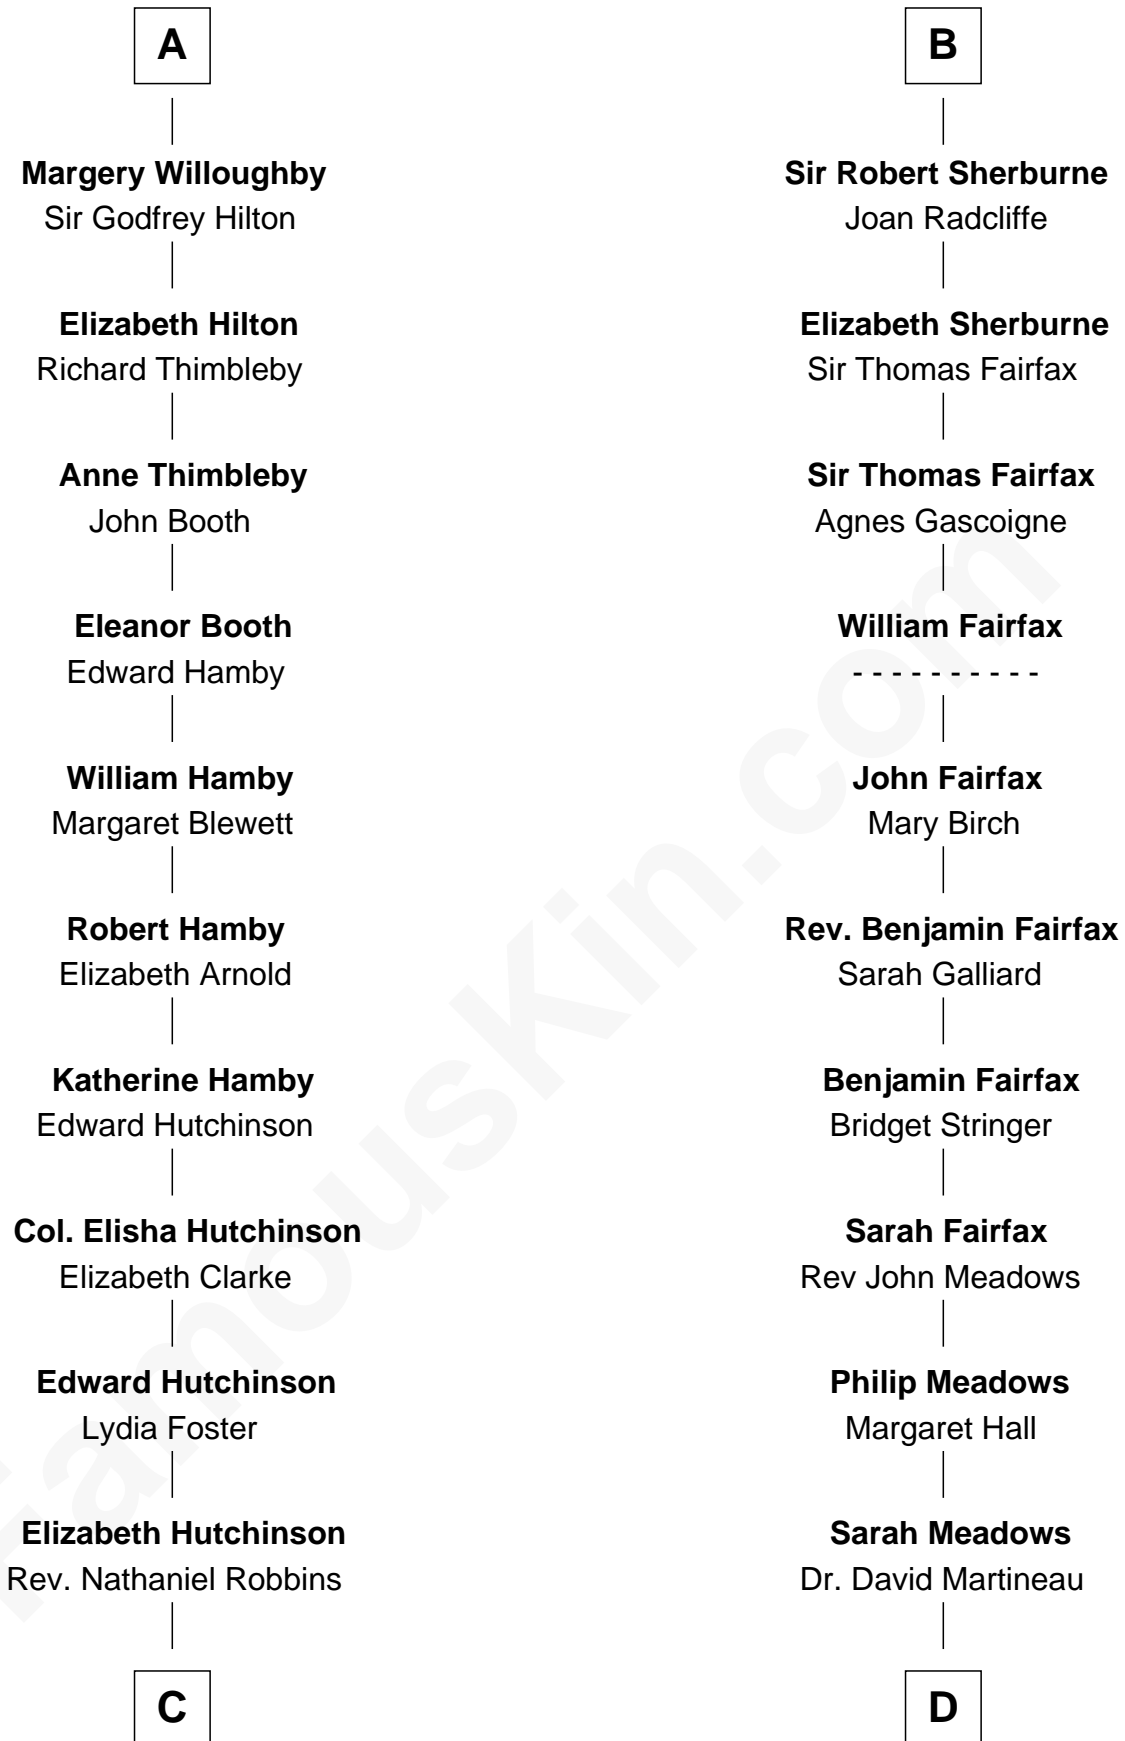 A
Margery Willoughby
Sir Godfrey Hilton
Elizabeth Hilton
Richard Thimbleby
Anne Thimbleby
John Booth
Eleanor Booth
Edward Hamby
William Hamby
Margaret Blewett
Robert Hamby
Elizabeth Arnold
Katherine Hamby
Edward Hutchinson
Col. Elisha Hutchinson
Elizabeth Clarke
Edward Hutchinson
Lydia Foster
Elizabeth Hutchinson
Rev. Nathaniel Robbins
C
B
Sir Robert Sherburne
Joan Radcliffe
Elizabeth Sherburne
Sir Thomas Fairfax
Sir Thomas Fairfax
Agnes Gascoigne
William Fairfax
- - - - - - - - - -
John Fairfax
Mary Birch
Rev. Benjamin Fairfax
Sarah Galliard
Benjamin Fairfax
Bridget Stringer
Sarah Fairfax
Rev John Meadows
Philip Meadows
Margaret Hall
Sarah Meadows
Dr. David Martineau
D
FamousKin.com